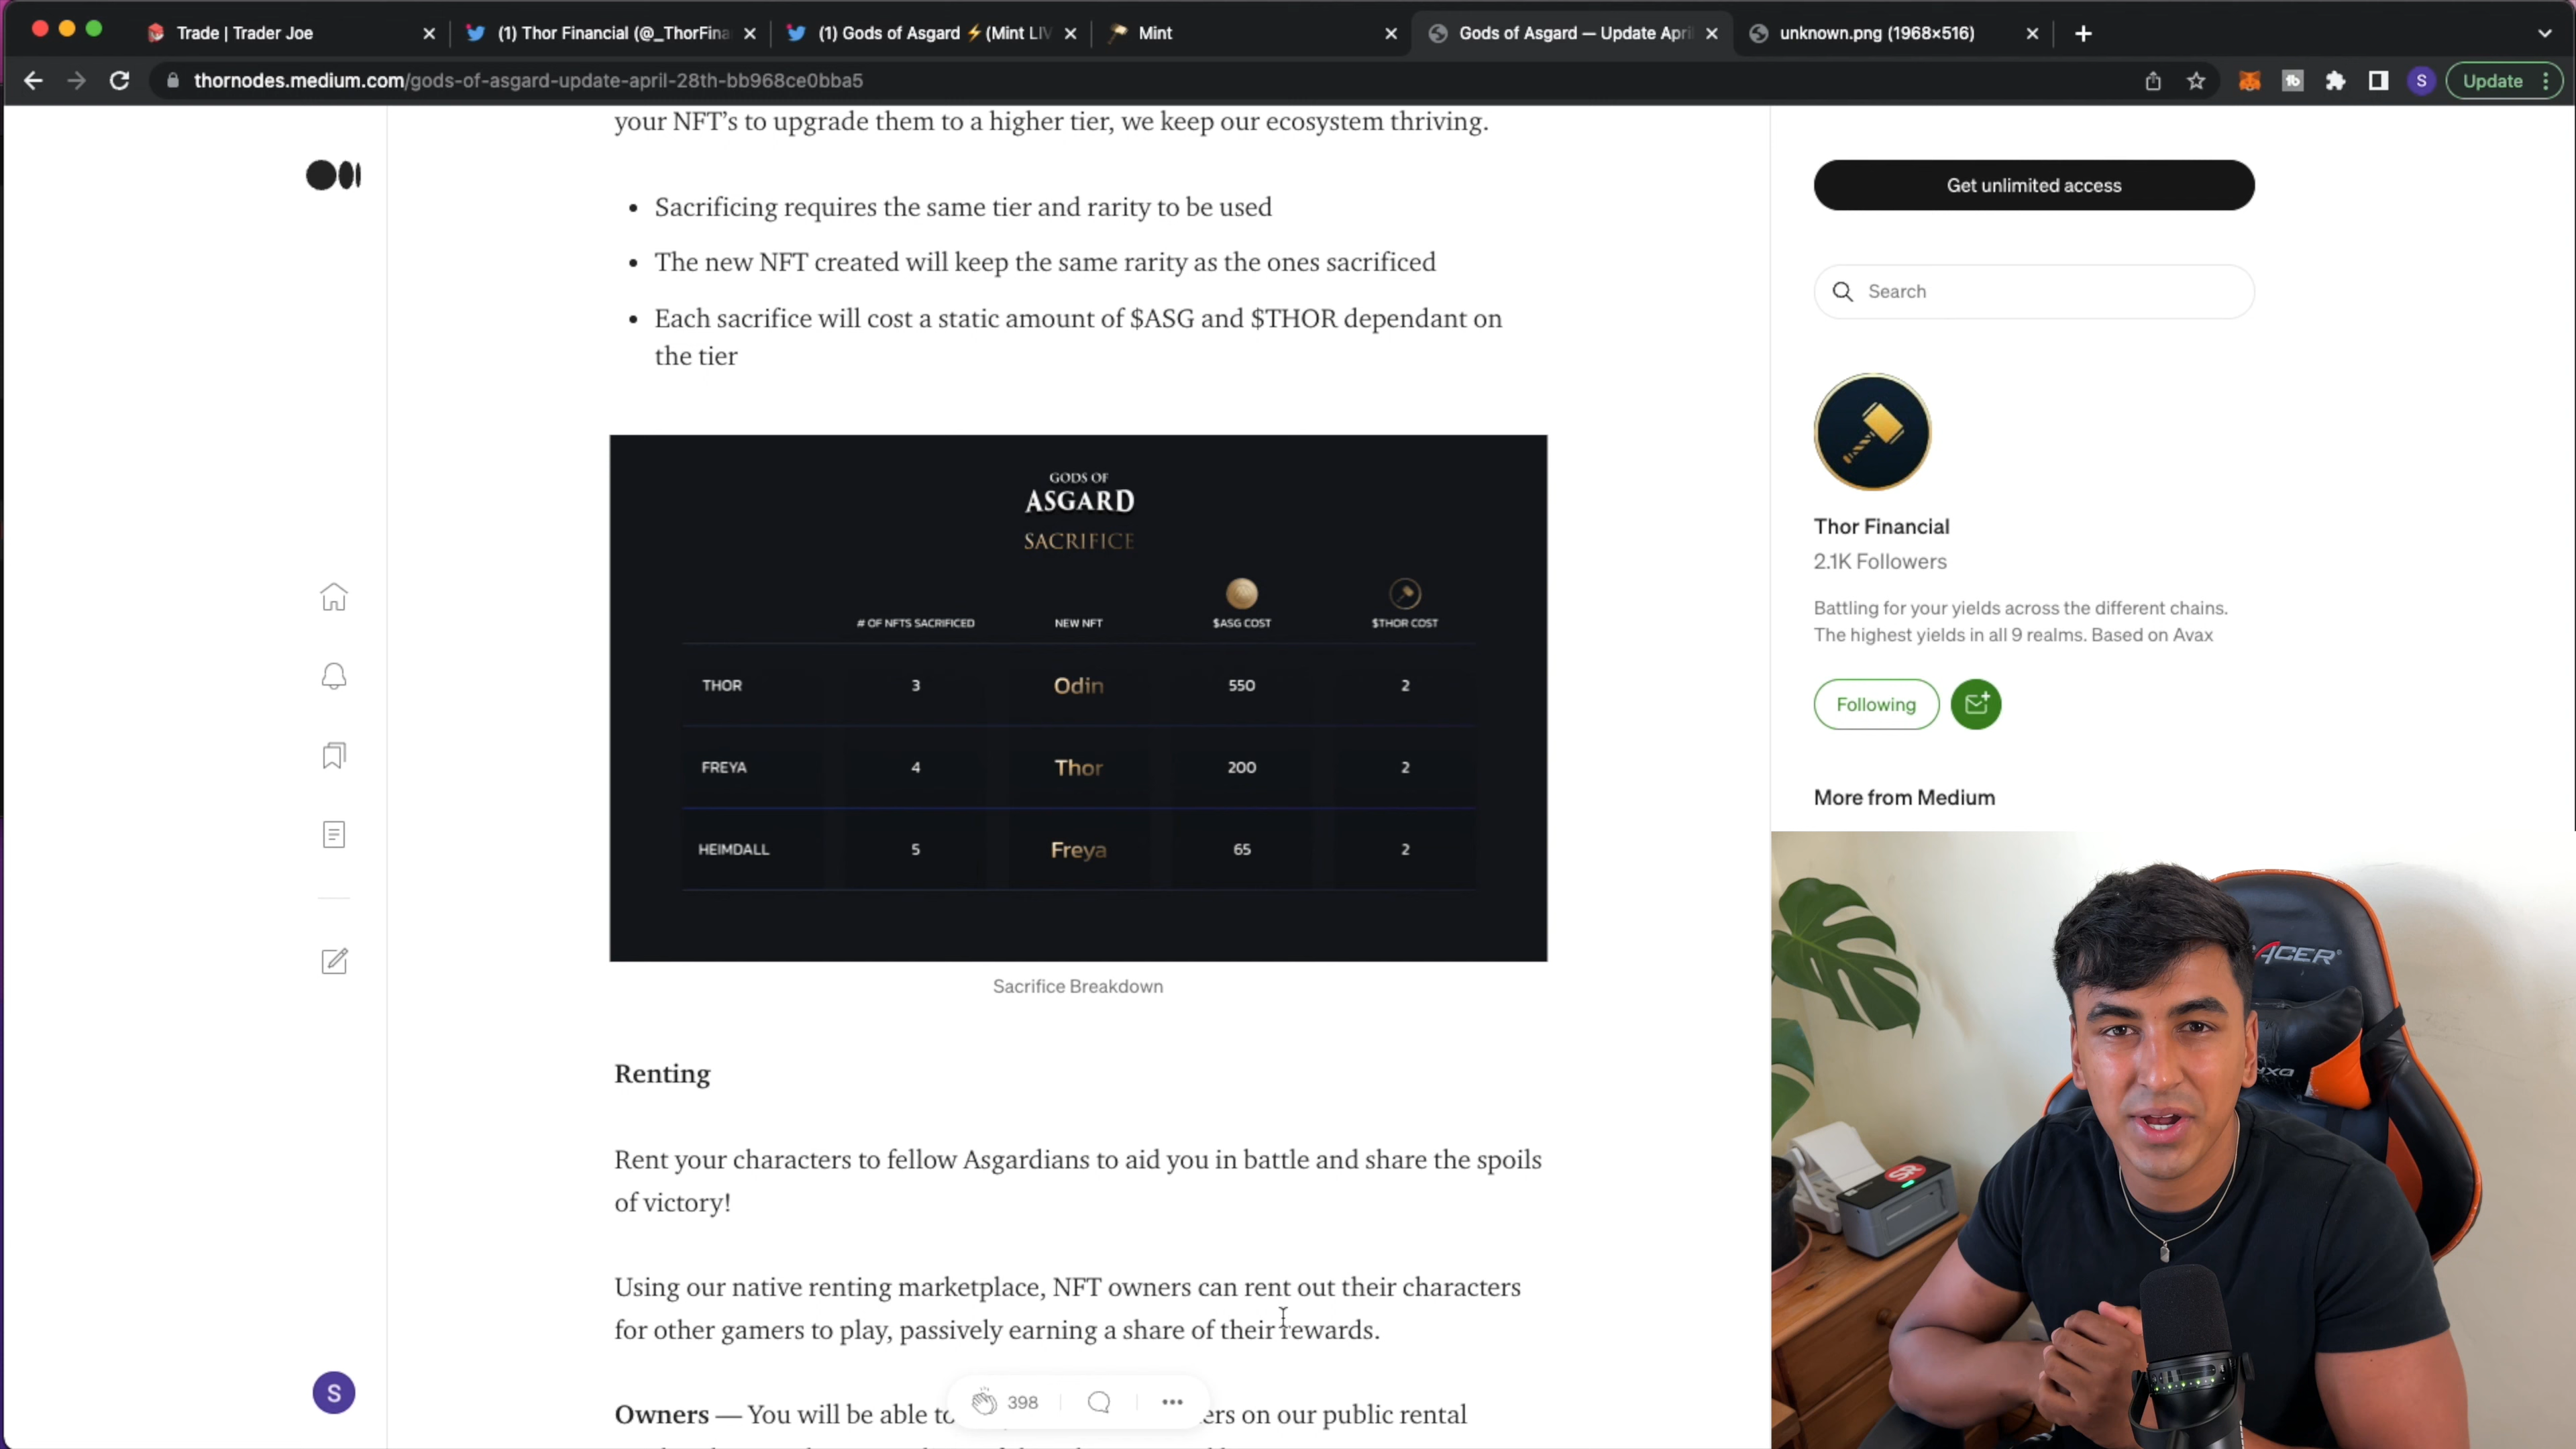 Trade | Trader Joe
(1) Thor Financial (@_ThorFina
(1) Gods of Asgard ⚡(Mint LIV
Mint
Gods of Asgard — Update Apri
unknown.png (1968×516)
thornodes.medium.com/gods-of-asgard-update-april-28th-bb968ce0bba5
S
Update
your NFT's to upgrade them to a higher tier, we keep our ecosystem thriving.
• Sacrificing requires the same tier and rarity to be used
• The new NFT created will keep the same rarity as the ones sacrificed
• Each sacrifice will cost a static amount of $ASG and $THOR dependant on
the tier
GODS OF
ASGARD
SACRIFICE
# OF NFTS SACRIFICED NEW NFT $ASG COST $THOR COST
THOR 3 Odin 550 2
FREYA 4 Thor 200 2
HEIMDALL 5 Freya 65 2
Sacrifice Breakdown
Renting
Rent your characters to fellow Asgardians to aid you in battle and share the spoils
of victory!
Using our native renting marketplace, NFT owners can rent out their characters
for other gamers to play, passively earning a share of their rewards.
398
Owners — You will be able to ers on our public rental
S
Get unlimited access
Search
Thor Financial
2.1K Followers
Battling for your yields across the different chains.
The highest yields in all 9 realms. Based on Avax
Following
More from Medium
ACER
SR